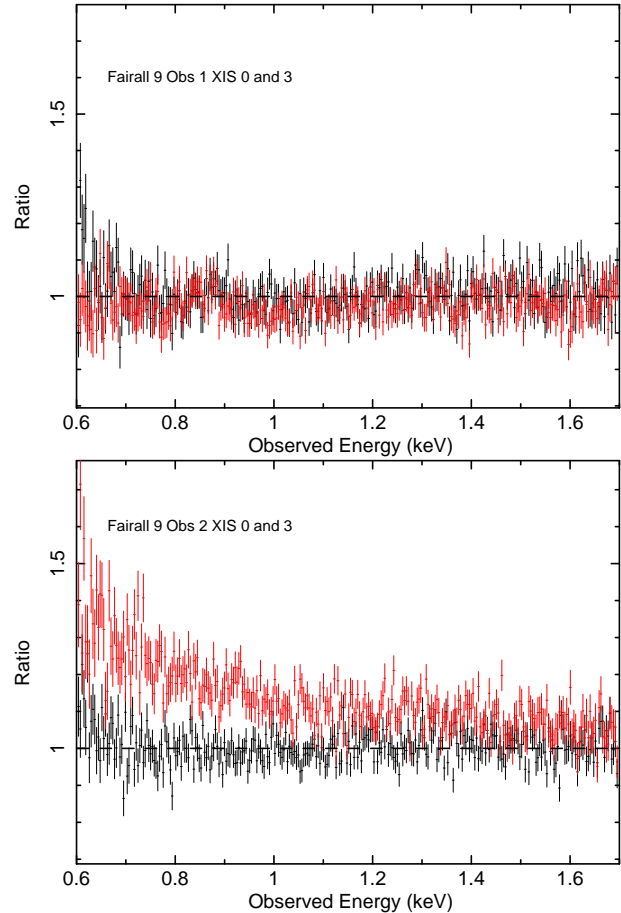 1.5
Fairall 9 Obs 1 XIS 0 and 3
Ratio
1
0.6 0.8 1 1.2 1.4 1.6
Observed Energy (keV)
1.5
Fairall 9 Obs 2 XIS 0 and 3
Ratio
1
0.6 0.8 1 1.2 1.4 1.6
Observed Energy (keV)